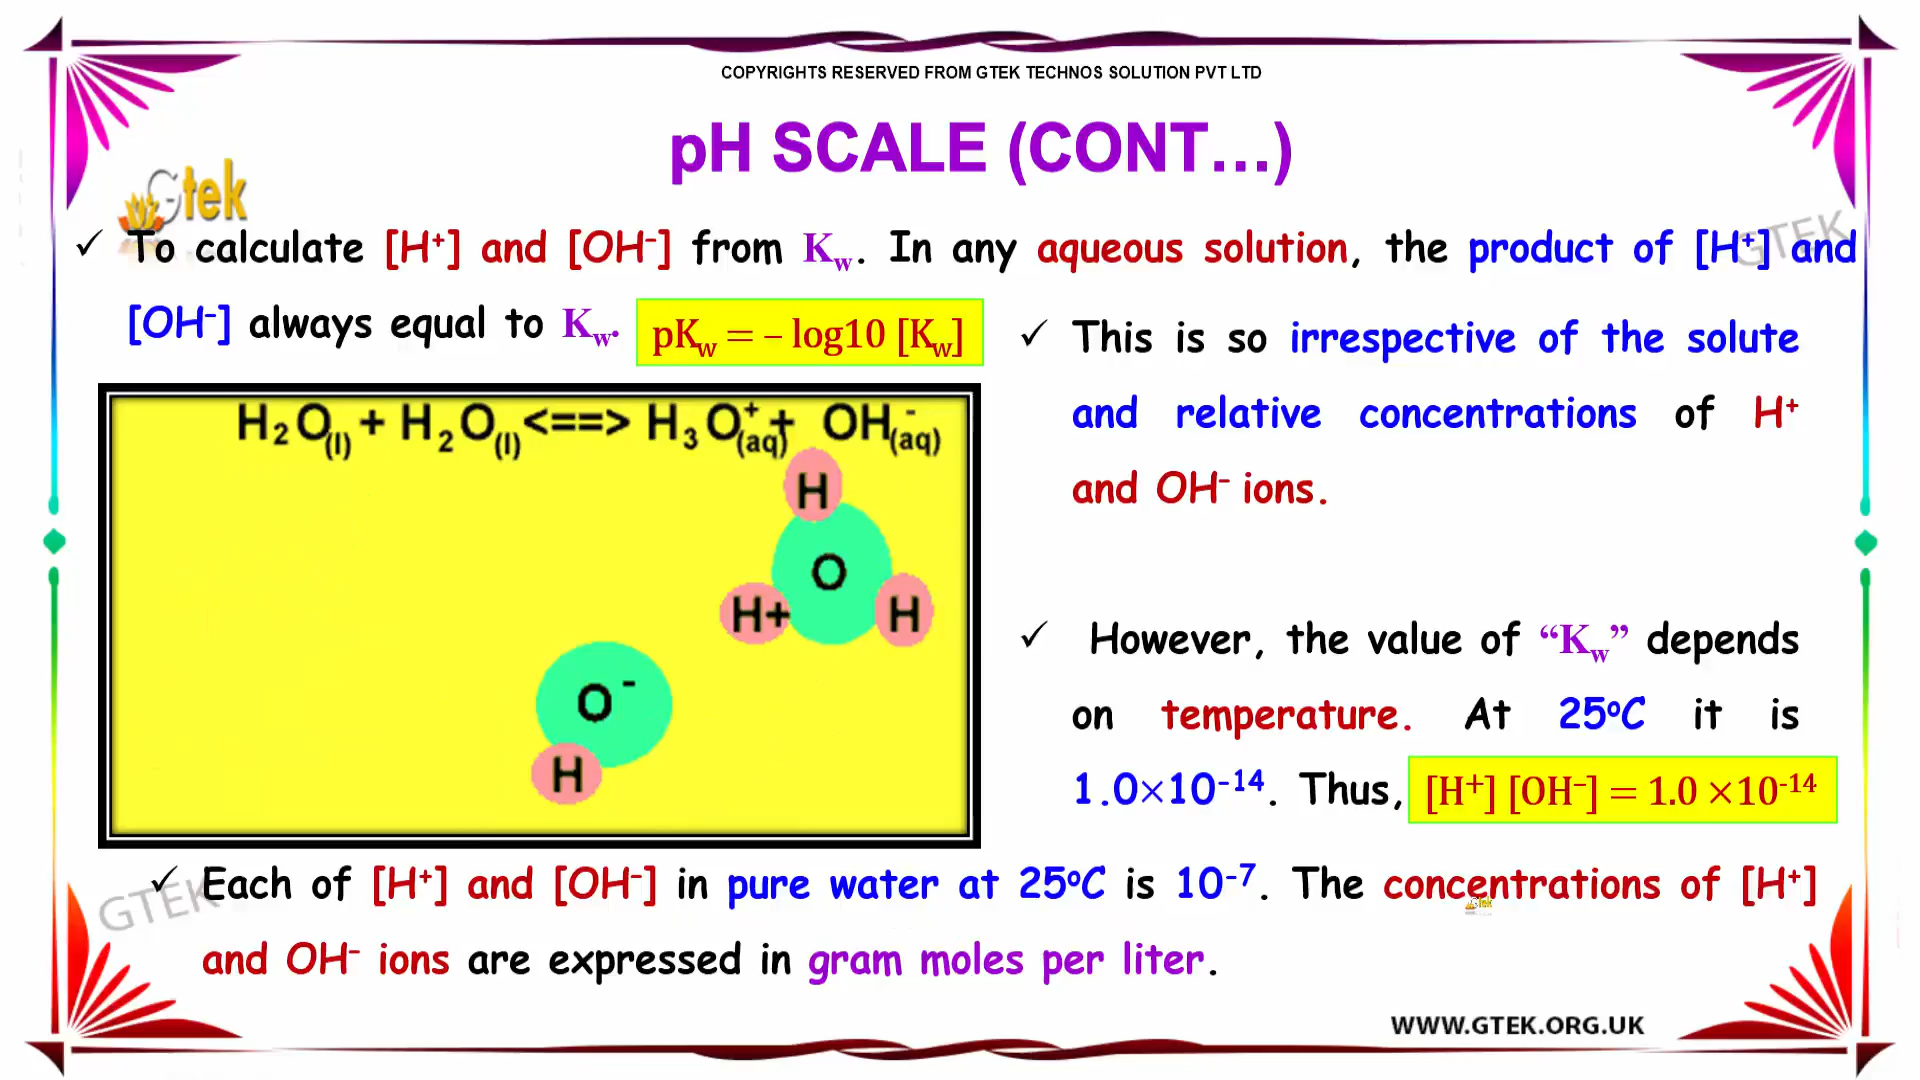 COPYRIGHTS RESERVED FROM GTEK TECHNOS SOLUTION PVT LTD
pH SCALE (CONT...)
Gtek
GTEK
✓ To calculate [H⁺] and [OH⁻] from Kw. In any aqueous solution, the product of [H⁺] and
[OH⁻] always equal to Kw.
pKw = – log10 [Kw]
✓ This is so irrespective of the solute
and relative concentrations of H⁺
and OH⁻ ions.
H₂O(l) + H₂O(l) <==> H₃O⁺(aq) + OH⁻(aq)
H
O
H+ H
O⁻
H
✓ However, the value of “Kw” depends
on temperature. At 25ºC it is
1.0×10⁻¹⁴. Thus, [H⁺] [OH⁻] = 1.0 ×10⁻¹⁴
GTEK
✓ Each of [H⁺] and [OH⁻] in pure water at 25ºC is 10⁻⁷. The concentrations of [H⁺]
Gtek
and OH⁻ ions are expressed in gram moles per liter.
WWW.GTEK.ORG.UK